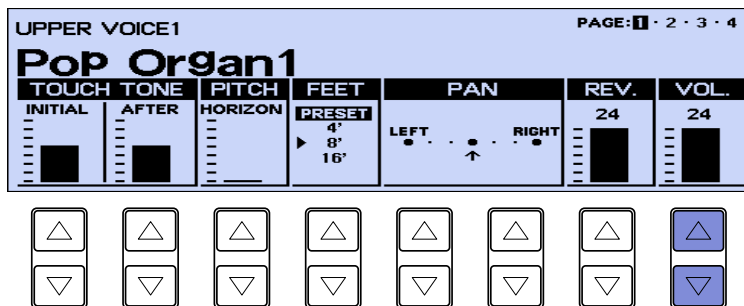 UPPER VOICE1
PAGE:1 · 2 · 3 · 4
Pop Organ1
TOUCH TONE PITCH FEET PAN REV. VOL.
INITIAL AFTER HORIZON PRESET 24 24
4'
LEFT RIGHT
8'
16'